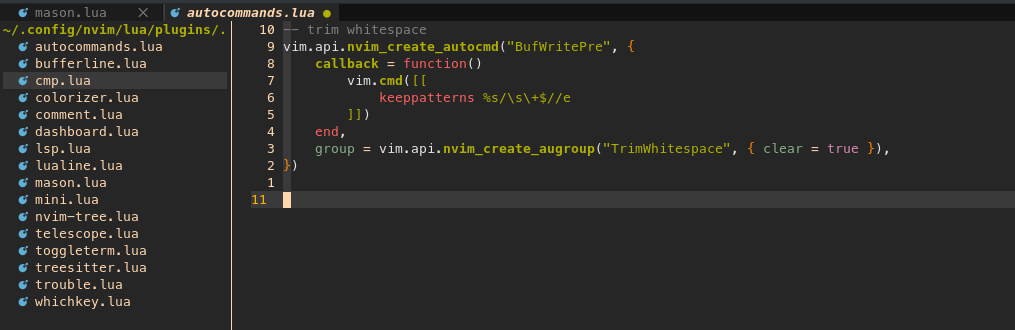 mason.lua
autocommands.lua
~/.config/nvim/lua/plugins/.
autocommands.lua
bufferline.lua
cmp.lua
colorizer.lua
comment.lua
dashboard.lua
lsp.lua
lualine.lua
mason.lua
mini.lua
nvim-tree.lua
telescope.lua
toggleterm.lua
treesitter.lua
trouble.lua
whichkey.lua
10 -- trim whitespace
9 vim.api.nvim_create_autocmd("BufWritePre", {
8     callback = function()
7         vim.cmd([[
6             keeppatterns %s/\s\+$//e
5         ]])
4     end,
3     group = vim.api.nvim_create_augroup("TrimWhitespace", { clear = true }),
2 })
1
11